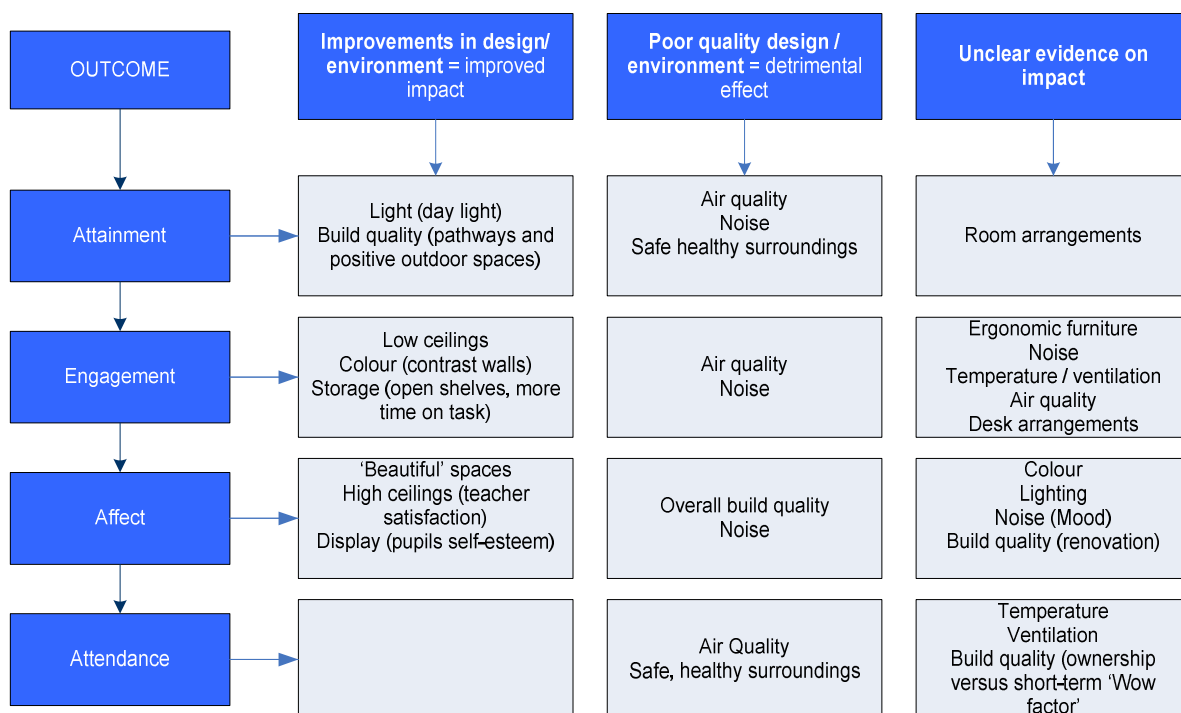 OUTCOME
Improvements in design/
environment = improved
impact
Poor quality design /
environment = detrimental
effect
Unclear evidence on
impact
Attainment
Light (day light)
Build quality (pathways and
positive outdoor spaces)
Air quality
Noise
Safe healthy surroundings
Room arrangements
Engagement
Low ceilings
Colour (contrast walls)
Storage (open shelves, more
time on task)
Air quality
Noise
Ergonomic furniture
Noise
Temperature / ventilation
Air quality
Desk arrangements
Affect
‘Beautiful’ spaces
High ceilings (teacher
satisfaction)
Display (pupils self-esteem)
Overall build quality
Noise
Colour
Lighting
Noise (Mood)
Build quality (renovation)
Attendance
Air Quality
Safe, healthy surroundings
Temperature
Ventilation
Build quality (ownership
versus short-term ‘Wow
factor’